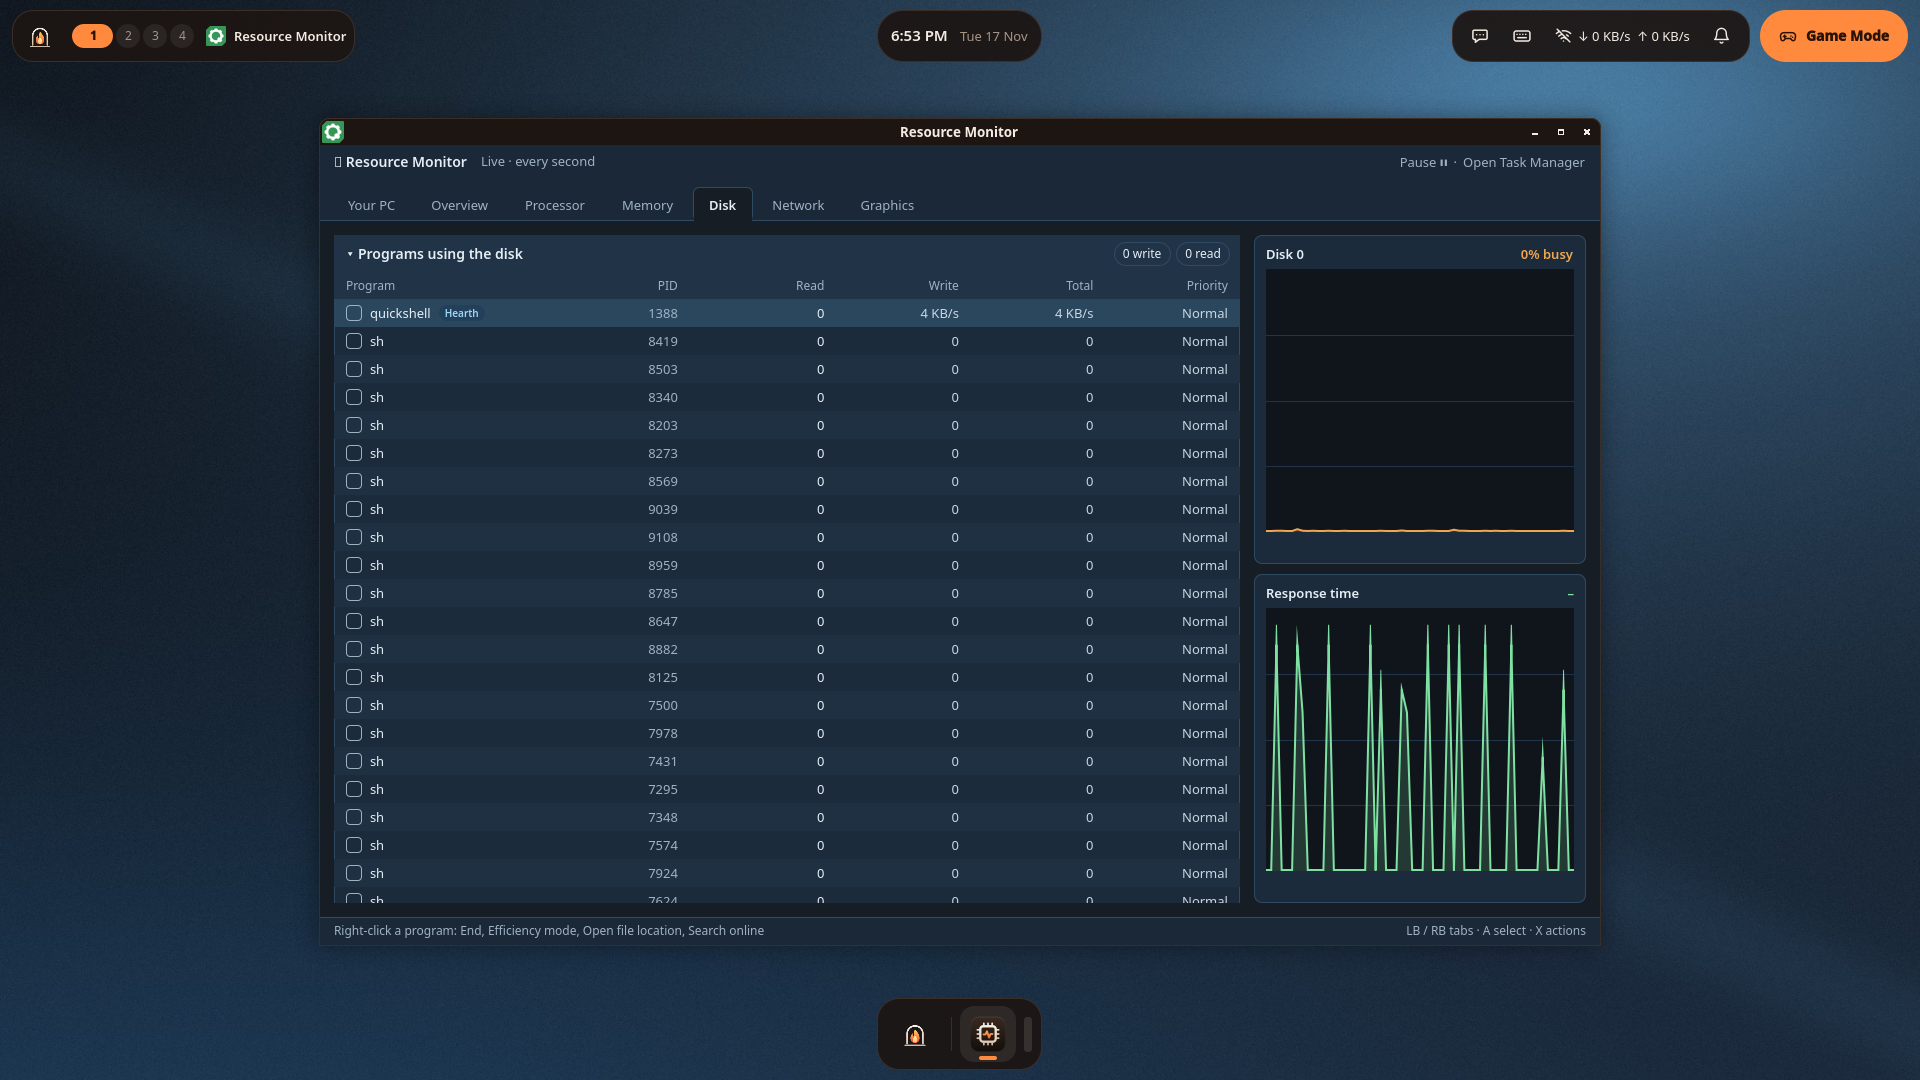 1 2 3 4 Resource Monitor
6:53 PM Tue 17 Nov
↓ 0 KB/s ↑ 0 KB/s
Game Mode
Resource Monitor
Resource Monitor Live · every second
Pause · Open Task Manager
Your PC Overview Processor Memory Disk Network Graphics
Programs using the disk 0 write 0 read
Program PID Read Write Total Priority
quickshell Hearth 1388 0 4 KB/s 4 KB/s Normal
sh 8419 0 0 0 Normal
sh 8503 0 0 0 Normal
sh 8340 0 0 0 Normal
sh 8203 0 0 0 Normal
sh 8273 0 0 0 Normal
sh 8569 0 0 0 Normal
sh 9039 0 0 0 Normal
sh 9108 0 0 0 Normal
sh 8959 0 0 0 Normal
sh 8785 0 0 0 Normal
sh 8647 0 0 0 Normal
sh 8882 0 0 0 Normal
sh 8125 0 0 0 Normal
sh 7500 0 0 0 Normal
sh 7978 0 0 0 Normal
sh 7431 0 0 0 Normal
sh 7295 0 0 0 Normal
sh 7348 0 0 0 Normal
sh 7574 0 0 0 Normal
sh 7924 0 0 0 Normal
sh 7624 0 0 0 Normal
Disk 0 0% busy
Response time –
Right-click a program: End, Efficiency mode, Open file location, Search online
LB / RB tabs · A select · X actions